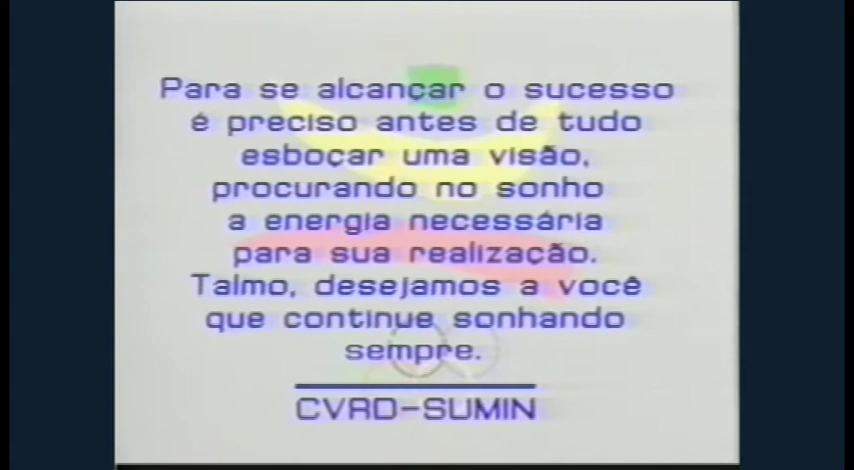 Para se alcançar o sucesso
é preciso antes de tudo
esboçar uma visão,
procurando no sonho
a energia necessária
para sua realização.
Talmo, desejamos a você
que continue sonhando
sempre.
CVRD-SUMIN